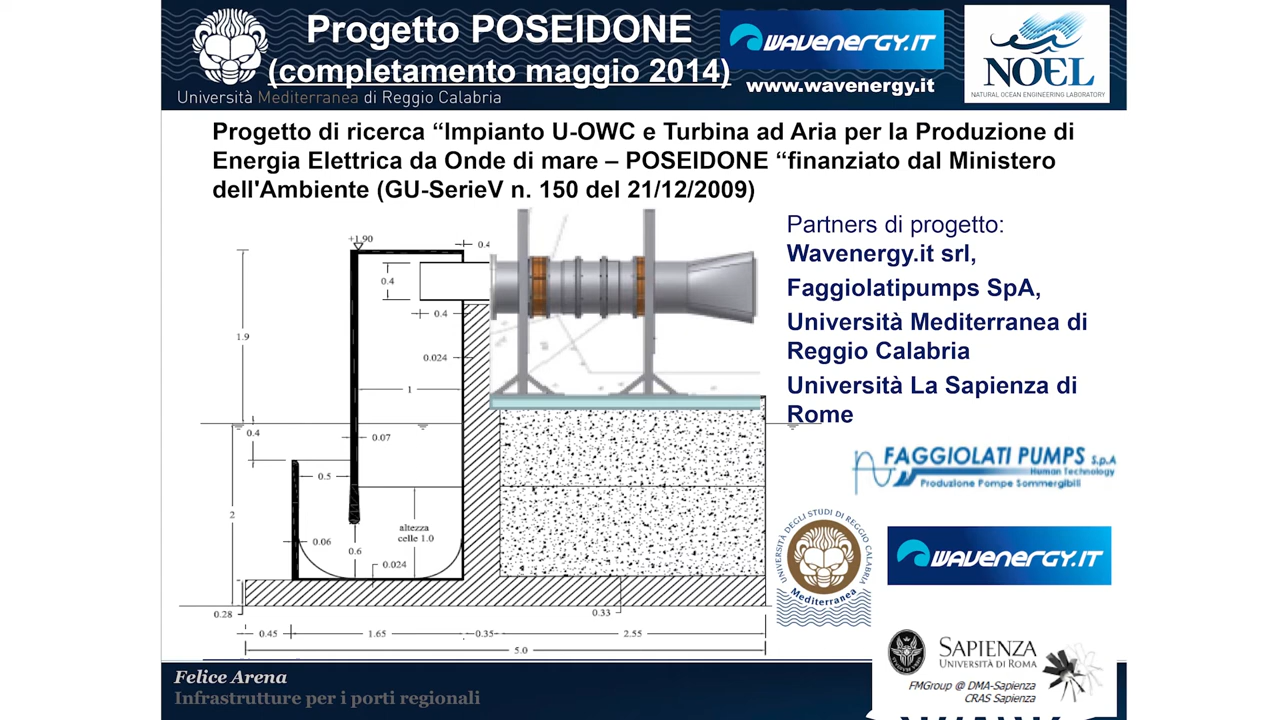 Progetto POSEIDONE
(completamento maggio 2014)
Università Mediterranea di Reggio Calabria
WAVENERGY.IT
www.wavenergy.it
NOEL
NATURAL OCEAN ENGINEERING LABORATORY
Progetto di ricerca “Impianto U-OWC e Turbina ad Aria per la Produzione di
Energia Elettrica da Onde di mare – POSEIDONE “finanziato dal Ministero
dell'Ambiente (GU-SerieV n. 150 del 21/12/2009)
Partners di progetto:
Wavenergy.it srl,
Faggiolatipumps SpA,
Università Mediterranea di
Reggio Calabria
Università La Sapienza di
Rome
+1.90
0.4
0.4
1.9
0.4
0.024
1
0.4
0.07
0.5
2
altezza
celle 1.0
0.06
0.6
0.024
0.28
0.33
0.45
1.65
0.35
2.55
5.0
FAGGIOLATI PUMPS S.p.A
Human Technology
Produzione Pompe Sommergibili
UNIVERSITÀ DEGLI STUDI DI REGGIO CALABRIA
Mediterranea
WAVENERGY.IT
SAPIENZA
UNIVERSITÀ DI ROMA
FMGroup @ DMA-Sapienza
CRAS Sapienza
Felice Arena
Infrastrutture per i porti regionali